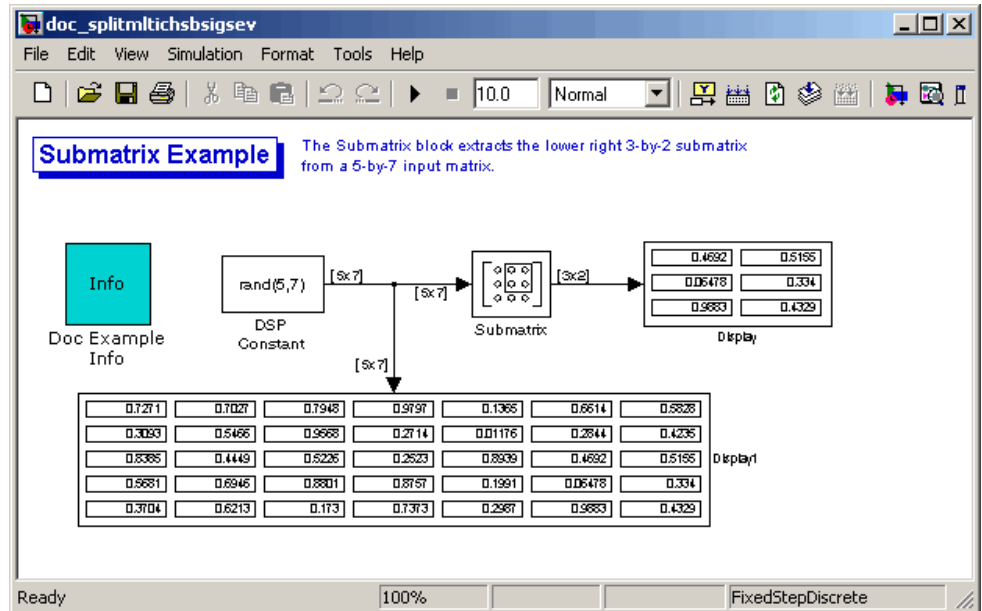 doc_splitmltichsbsigsev
File Edit View Simulation Format Tools Help
10.0 Normal
Submatrix Example
The Submatrix block extracts the lower right 3-by-2 submatrix
from a 5-by-7 input matrix.
Info
Doc Example
Info
rand(5,7)
DSP
Constant
[5x7]
[5x7]
[5x7]
Submatrix
[3x2]
0.4692 0.5155
0.06478 0.334
0.9883 0.4329
Display
0.7271 0.7027 0.7948 0.9797 0.1365 0.6614 0.5828
0.3093 0.5466 0.9568 0.2714 0.01176 0.2844 0.4235
0.8385 0.4449 0.5226 0.2523 0.8939 0.4692 0.5155
0.5681 0.6946 0.8801 0.8757 0.1991 0.06478 0.334
0.3704 0.6213 0.173 0.7373 0.2987 0.9883 0.4329
Display1
Ready 100% FixedStepDiscrete